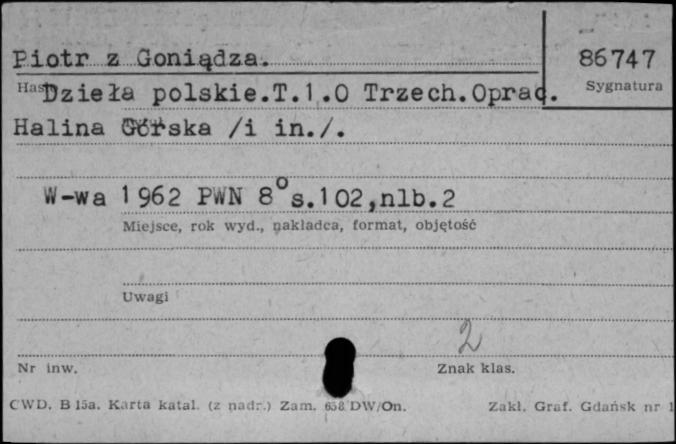 Piotr z Goniądza.
86747
Hasło
Sygnatura
Dzieła polskie.T.1.O Trzech.Oprac.
Halina Górska /i in./.
W-wa 1962 PWN 8° s.102,nlb.2
Miejsce, rok wyd., nakładca, format, objętość
Uwagi
2
Nr inw.
Znak klas.
CWD. B 15a. Karta katal. (z nadr.) Zam. 658/DW/On.
Zakł. Graf. Gdańsk nr 1